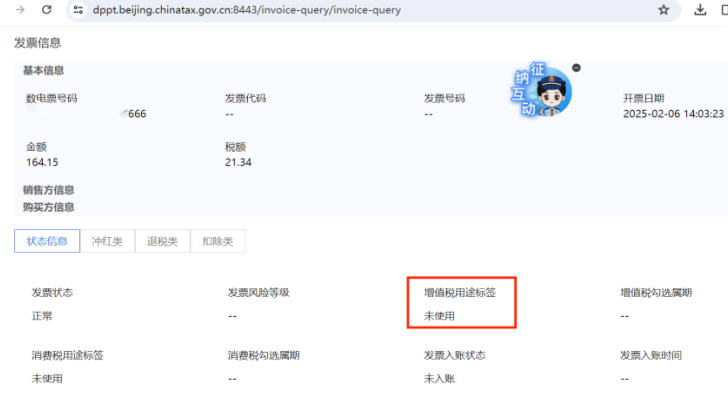 dppt.beijing.chinatax.gov.cn:8443/invoice-query/invoice-query
发票信息
基本信息
征纳互动
数电票号码 发票代码 发票号码 开票日期
666 -- -- 2025-02-06 14:03:23
金额 税额
164.15 21.34
销售方信息
购买方信息
状态信息 冲红类 退税类 扣除类
发票状态 发票风险等级 增值税用途标签 增值税勾选属期
正常 -- 未使用 --
消费税用途标签 消费税勾选属期 发票入账状态 发票入账时间
未使用 -- 未入账 --